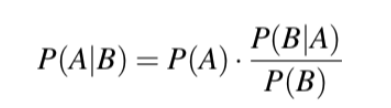 P(A|B) = P(A) · P(B|A) / P(B)